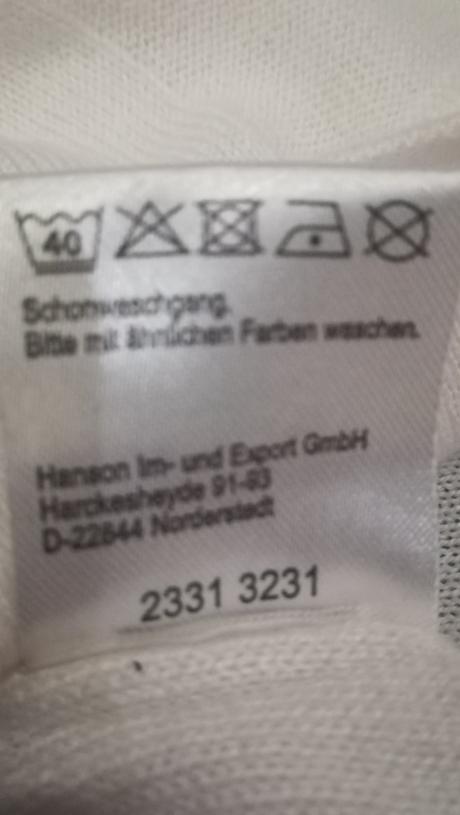 40
Schonwaschgang.
Bitte mit ähnlichen Farben waschen.
Hanson Im- und Export GmbH
Harckesheyde 91-93
D-22844 Norderstedt
2331 3231